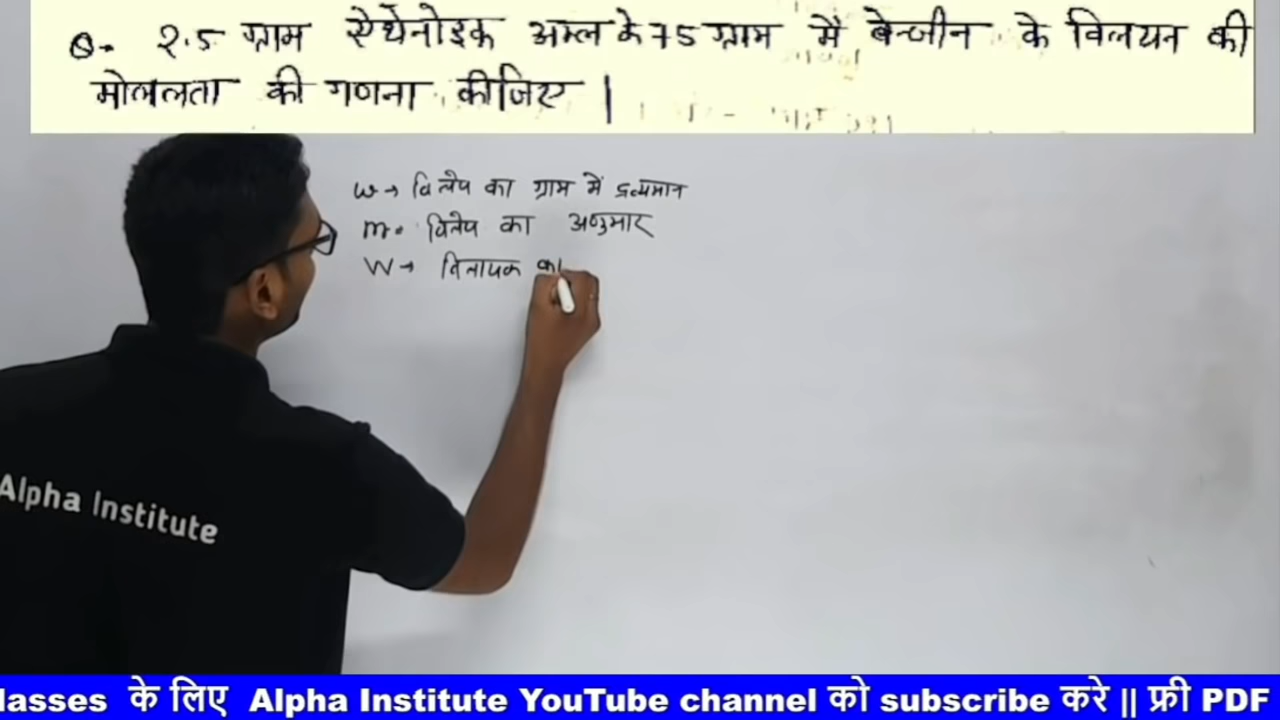 Q- 2.5 ग्राम ऐथेनोइक अम्ल के 75 ग्राम में बेन्जीन के विलयन की
मोललता की गणना कीजिए |
w→ विलेय का ग्राम में द्रव्यमान
m• विलेय का अणुभार
W→ विलायक का
Alpha Institute
lasses के लिए Alpha Institute YouTube channel को subscribe करे || फ्री PDF